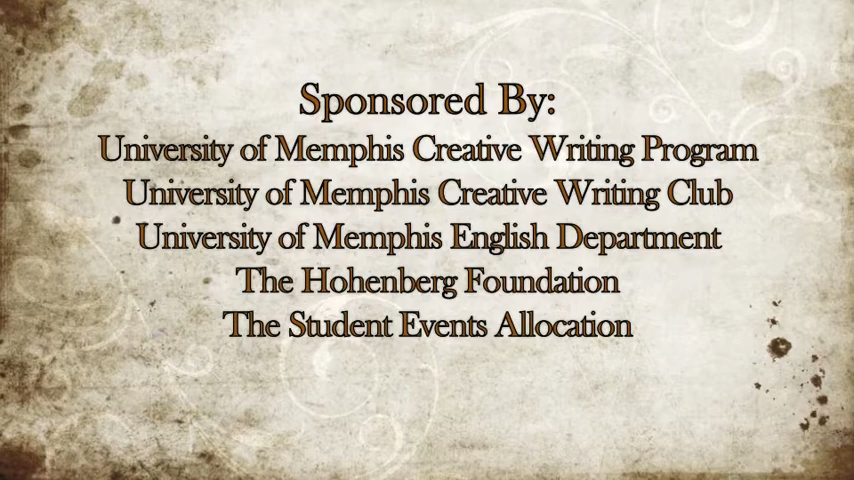 Sponsored By:
University of Memphis Creative Writing Program
University of Memphis Creative Writing Club
University of Memphis English Department
The Hohenberg Foundation
The Student Events Allocation